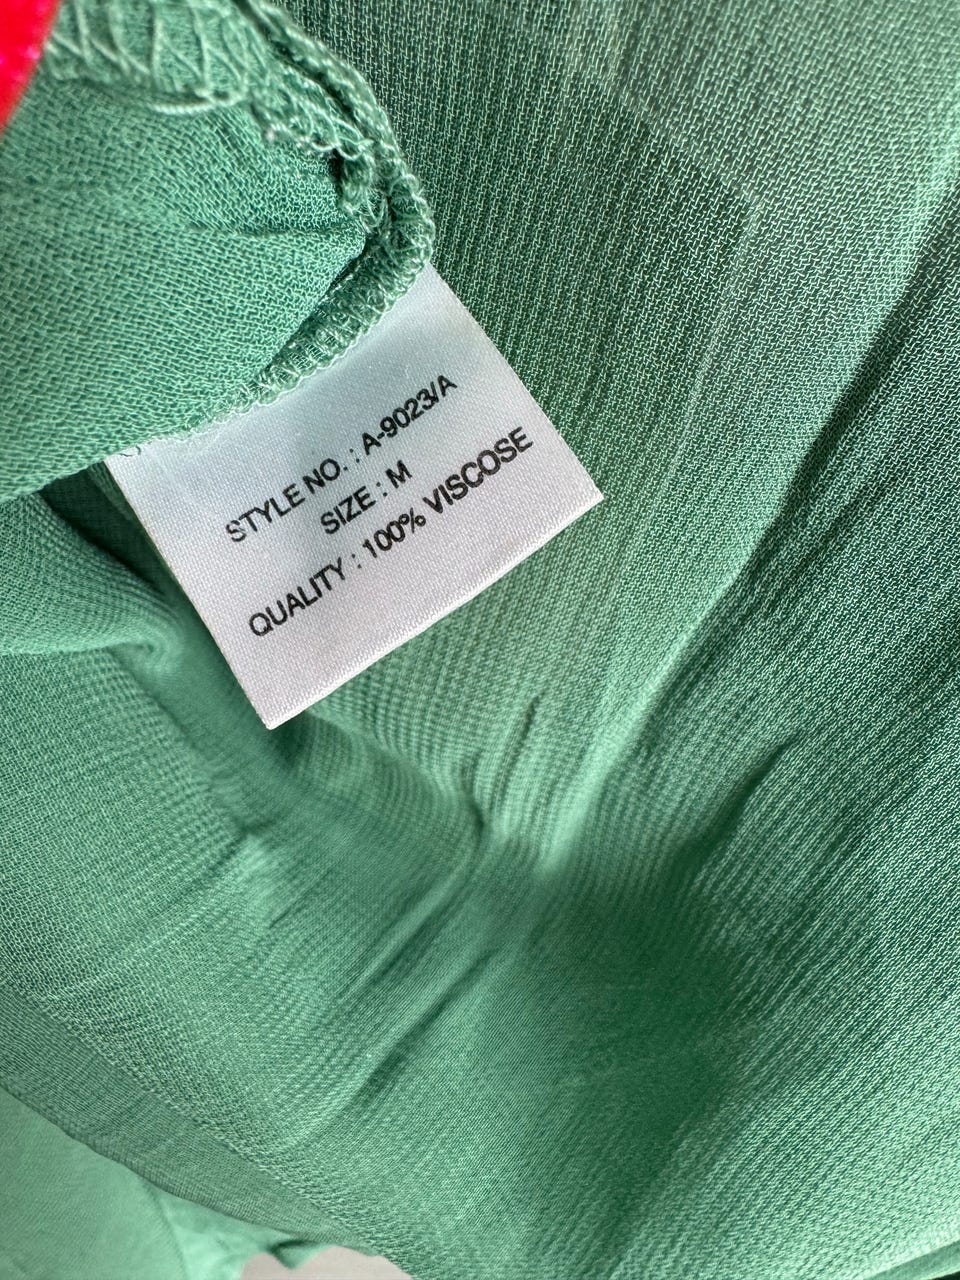 STYLE NO. : A-9023/A
SIZE : M
QUALITY : 100% VISCOSE